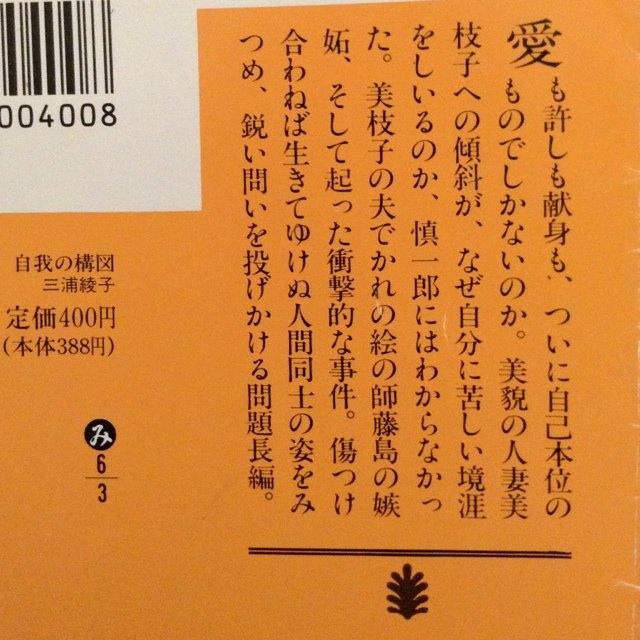 愛も許しも献身も、ついに自己本位の
ものでしかないのか。美貌の人妻美
枝子への傾斜が、なぜ自分に苦しい境涯
をしいるのか、慎一郎にはわからなかっ
た。美枝子の夫でかれの絵の師藤島の嫉
妬、そして起った衝撃的な事件。傷つけ
合わねば生きてゆけぬ人間同士の姿をみ
つめ、鋭い問いを投げかける問題長編。
004008
自我の構図
三浦綾子
定価400円
(本体388円)
み
6
3